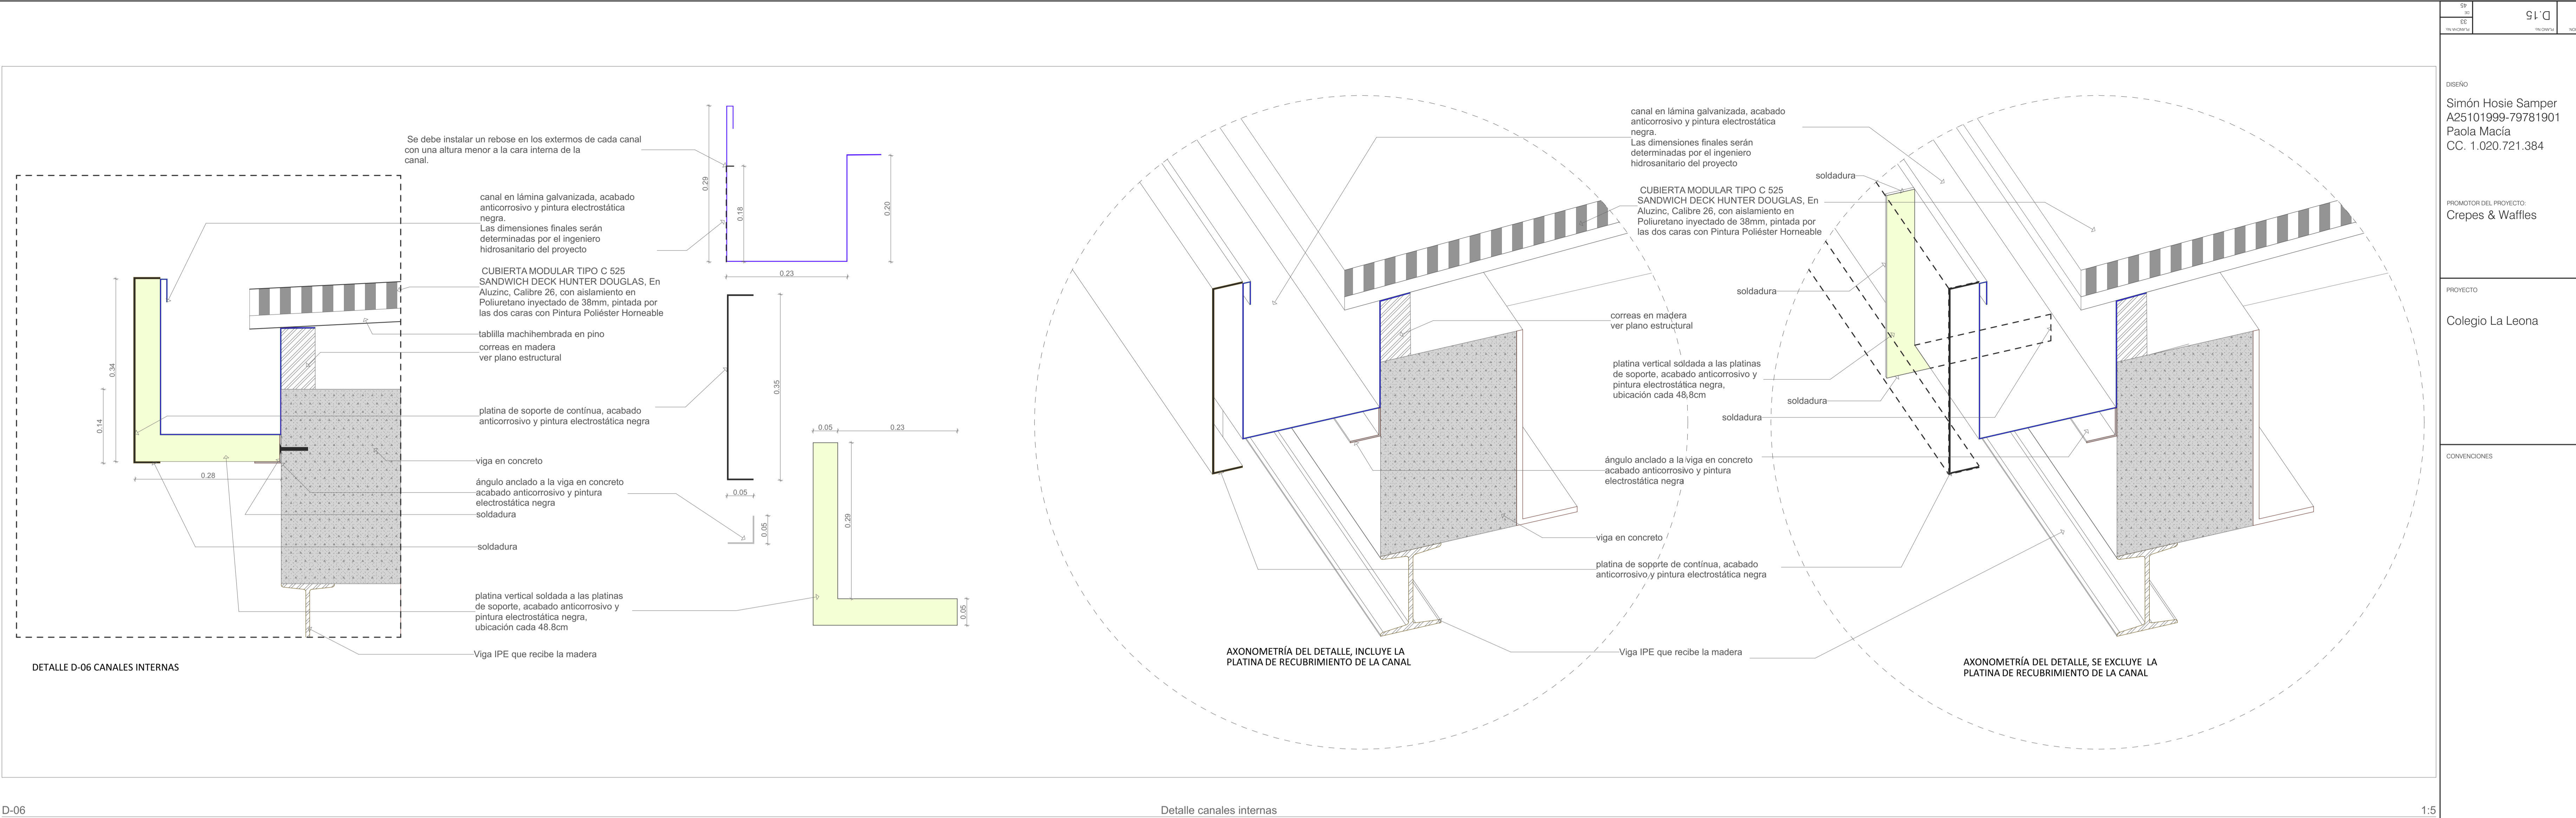 Se debe instalar un rebose en los extermos de cada canal
con una altura menor a la cara interna de la
canal.
canal en lámina galvanizada, acabado
anticorrosivo y pintura electrostática
negra.
Las dimensiones finales serán
determinadas por el ingeniero
hidrosanitario del proyecto
CUBIERTA MODULAR TIPO C 525
SANDWICH DECK HUNTER DOUGLAS, En
Aluzinc, Calibre 26, con aislamiento en
Poliuretano inyectado de 38mm, pintada por
las dos caras con Pintura Poliéster Horneable
tablilla machihembrada en pino
correas en madera
ver plano estructural
platina de soporte de contínua, acabado
anticorrosivo y pintura electrostática negra
viga en concreto
ángulo anclado a la viga en concreto
acabado anticorrosivo y pintura
electrostática negra
soldadura
soldadura
platina vertical soldada a las platinas
de soporte, acabado anticorrosivo y
pintura electrostática negra,
ubicación cada 48.8cm
Viga IPE que recibe la madera
0.34
0.14
0.28
DETALLE D-06 CANALES INTERNAS
0.29
0.18
0.20
0.23
0.35
0.05
0.05
0.05
0.23
0.29
0.05
canal en lámina galvanizada, acabado
anticorrosivo y pintura electrostática
negra.
Las dimensiones finales serán
determinadas por el ingeniero
hidrosanitario del proyecto
soldadura
CUBIERTA MODULAR TIPO C 525
SANDWICH DECK HUNTER DOUGLAS, En
Aluzinc, Calibre 26, con aislamiento en
Poliuretano inyectado de 38mm, pintada por
las dos caras con Pintura Poliéster Horneable
soldadura
correas en madera
ver plano estructural
platina vertical soldada a las platinas
de soporte, acabado anticorrosivo y
pintura electrostática negra,
ubicación cada 48,8cm
soldadura
soldadura
ángulo anclado a la viga en concreto
acabado anticorrosivo y pintura
electrostática negra
viga en concreto
platina de soporte de contínua, acabado
anticorrosivo y pintura electrostática negra
Viga IPE que recibe la madera
AXONOMETRÍA DEL DETALLE, INCLUYE LA
PLATINA DE RECUBRIMIENTO DE LA CANAL
AXONOMETRÍA DEL DETALLE, SE EXCLUYE LA
PLATINA DE RECUBRIMIENTO DE LA CANAL
D-06
Detalle canales internas
1:5
D.15
PLANO No.
45
33
PLANCHA No.
DISEÑO
Simón Hosie Samper
A25101999-79781901
Paola Macía
CC. 1.020.721.384
PROMOTOR DEL PROYECTO:
Crepes & Waffles
PROYECTO
Colegio La Leona
CONVENCIONES